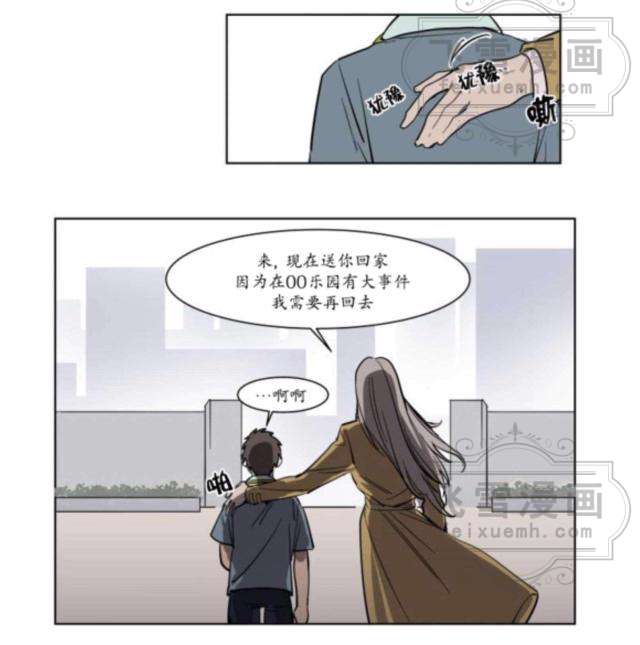 飞雪漫画
feixuemh.com
犹豫
犹豫…
嘶
来,现在送你回家
因为在OO乐园有大事件
我需要再回去
…啊啊
啪
飞雪漫画
feixuemh.com